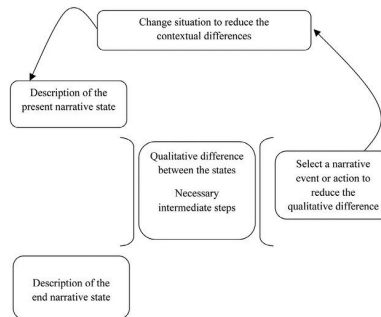 Change situation to reduce the
contextual differences
Description of the
present narrative state
Qualitative difference
between the states
Necessary
intermediate steps
Select a narrative
event or action to
reduce the
qualitative difference
Description of the
end narrative state